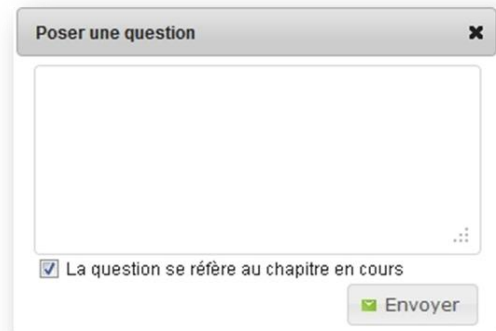 Poser une question
La question se réfère au chapitre en cours
Envoyer